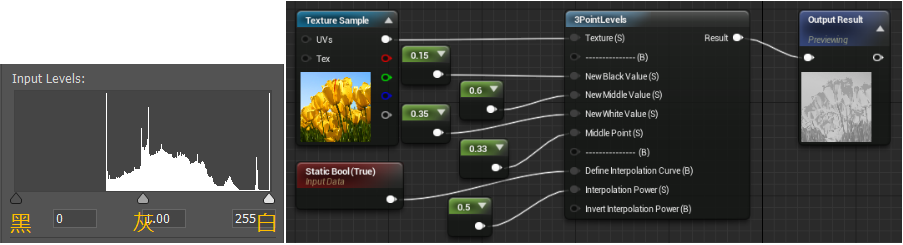 Input Levels:
0
1.00
255
黑
灰
白
Texture Sample
UVs
Tex
0.15
0.6
0.35
0.33
Static Bool (True)
Input Data
0.5
3PointLevels
Texture (S)
Result
--------------- (B)
New Black Value (S)
New Middle Value (S)
New White Value (S)
Middle Point (S)
--------------- (B)
Define Interpolation Curve (B)
Interpolation Power (S)
Invert Interpolation Power (B)
Output Result
Previewing